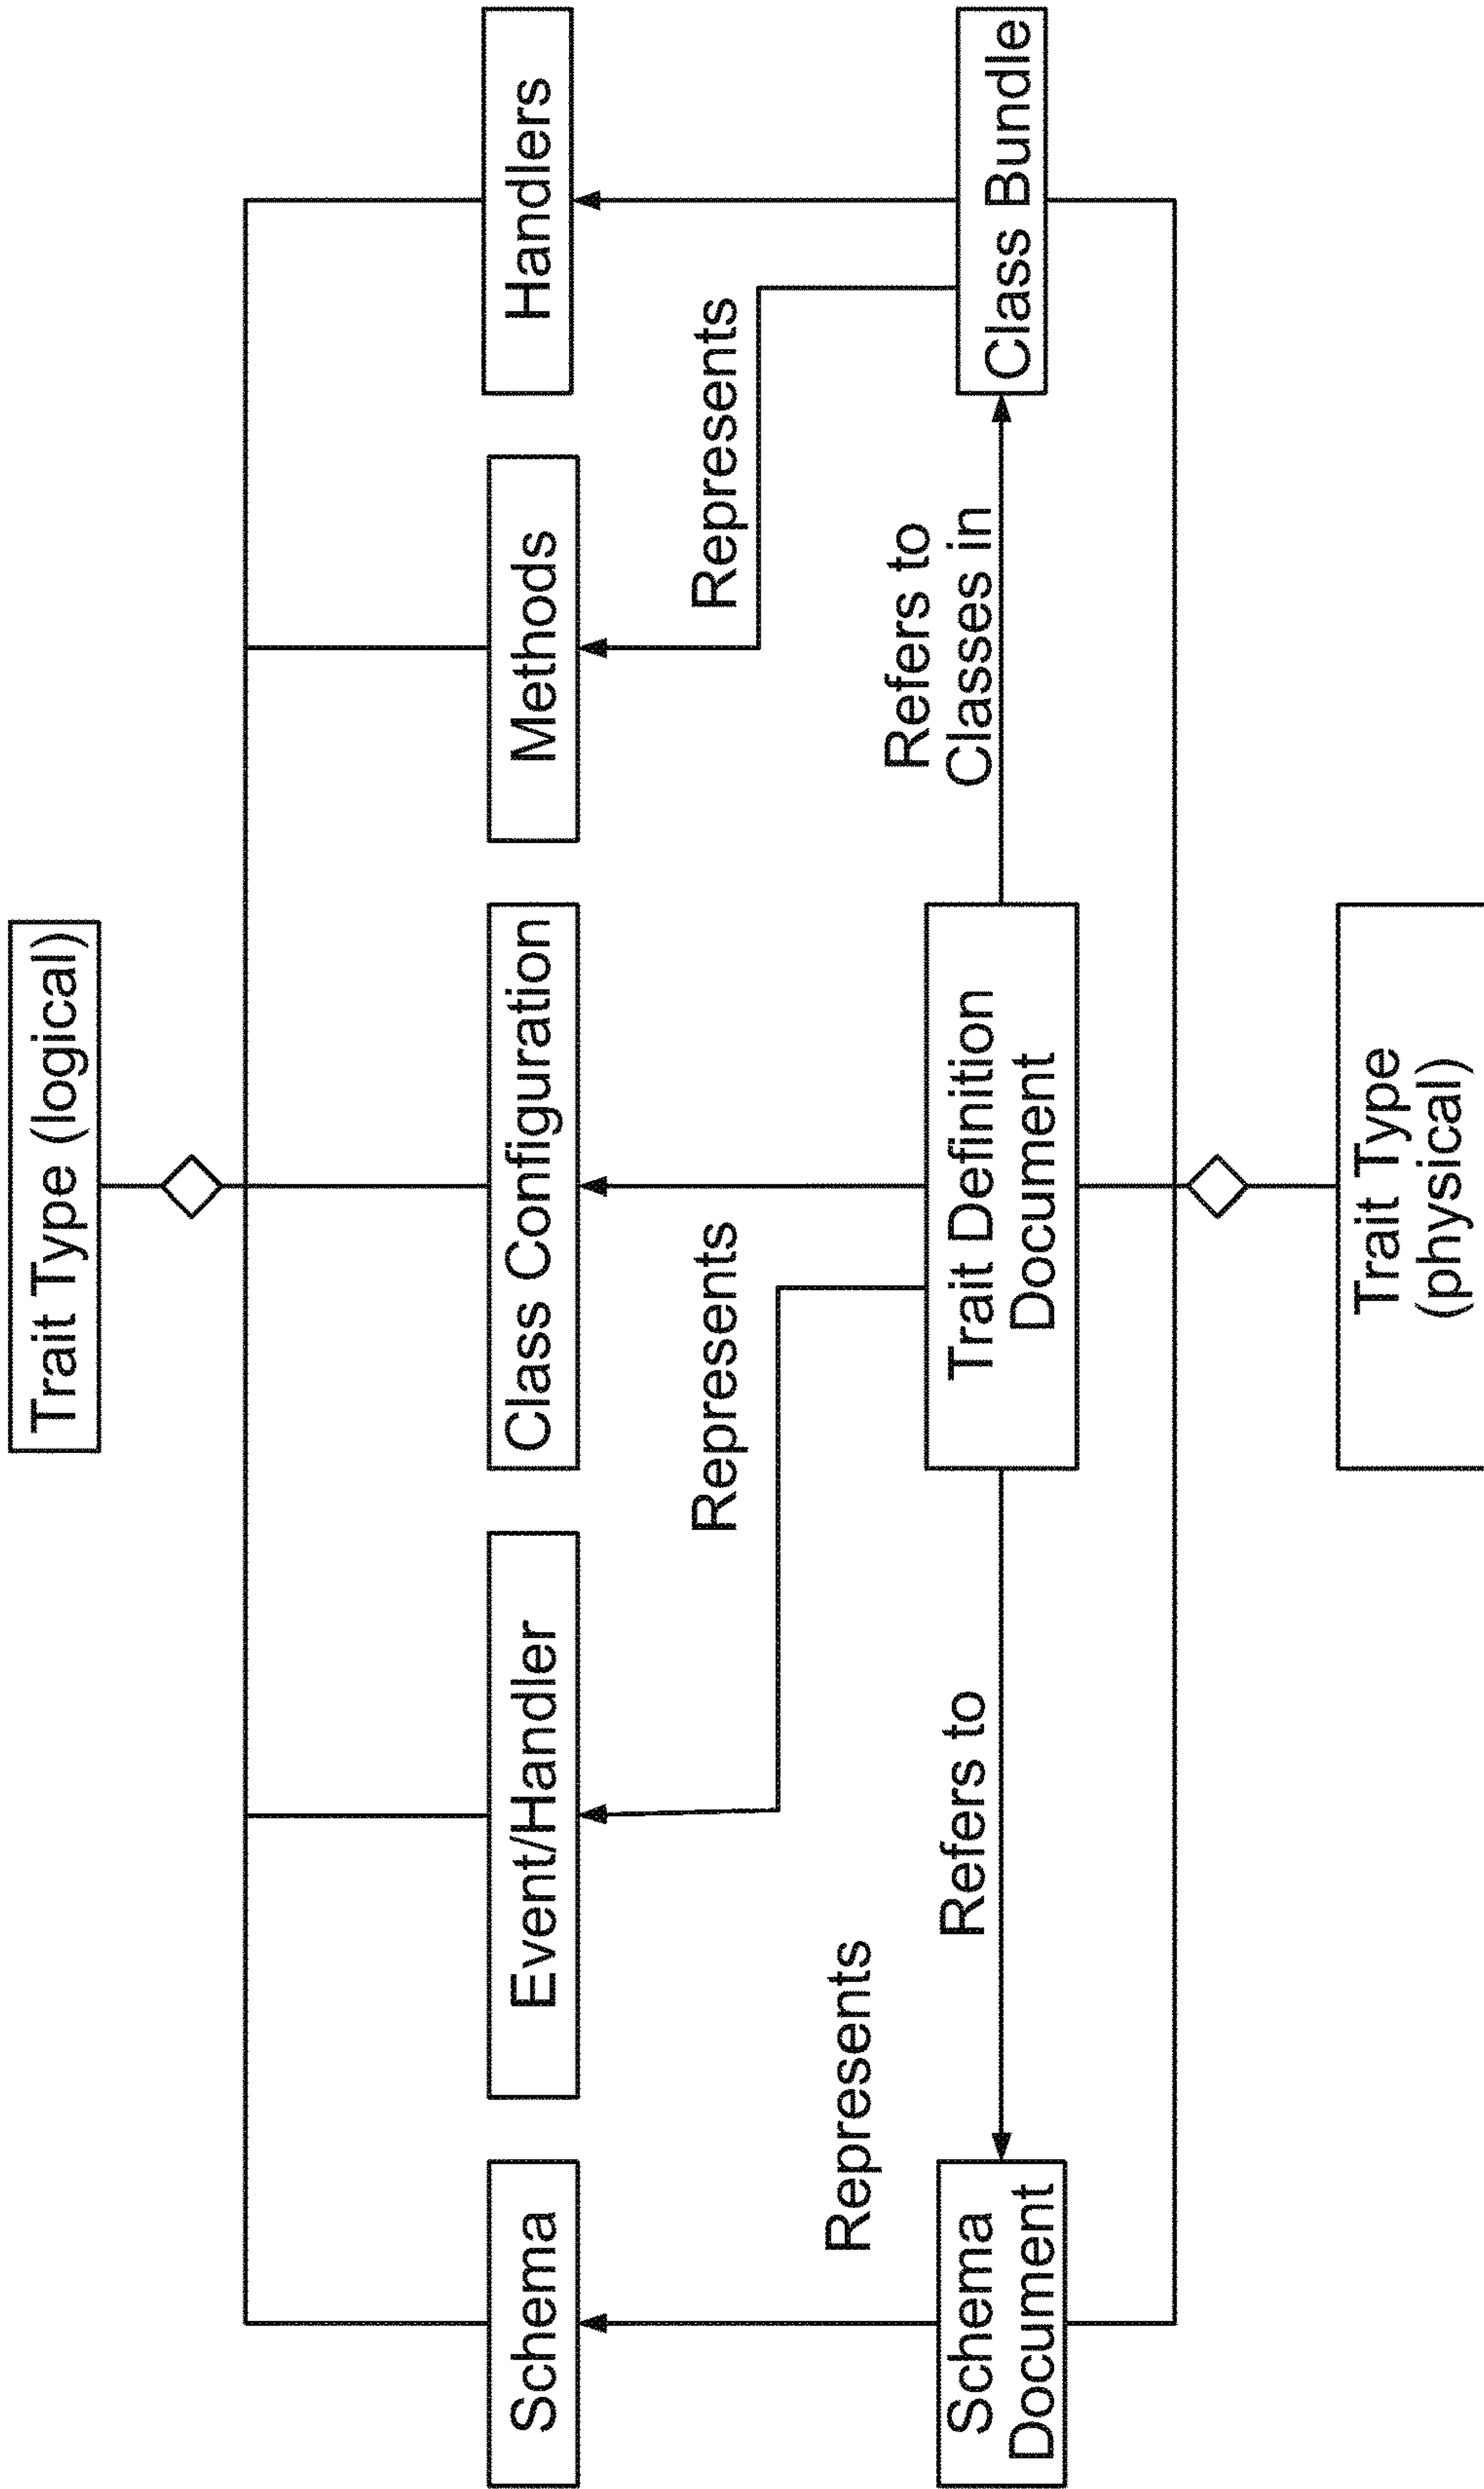 Trait Type (logical)
Schema
Event/Handler
Class Configuration
Methods
Handlers
Represents
Represents
Represents
Refers to
Refers to
Classes in
Schema
Document
Trait Definition
Document
Class Bundle
Trait Type
(physical)